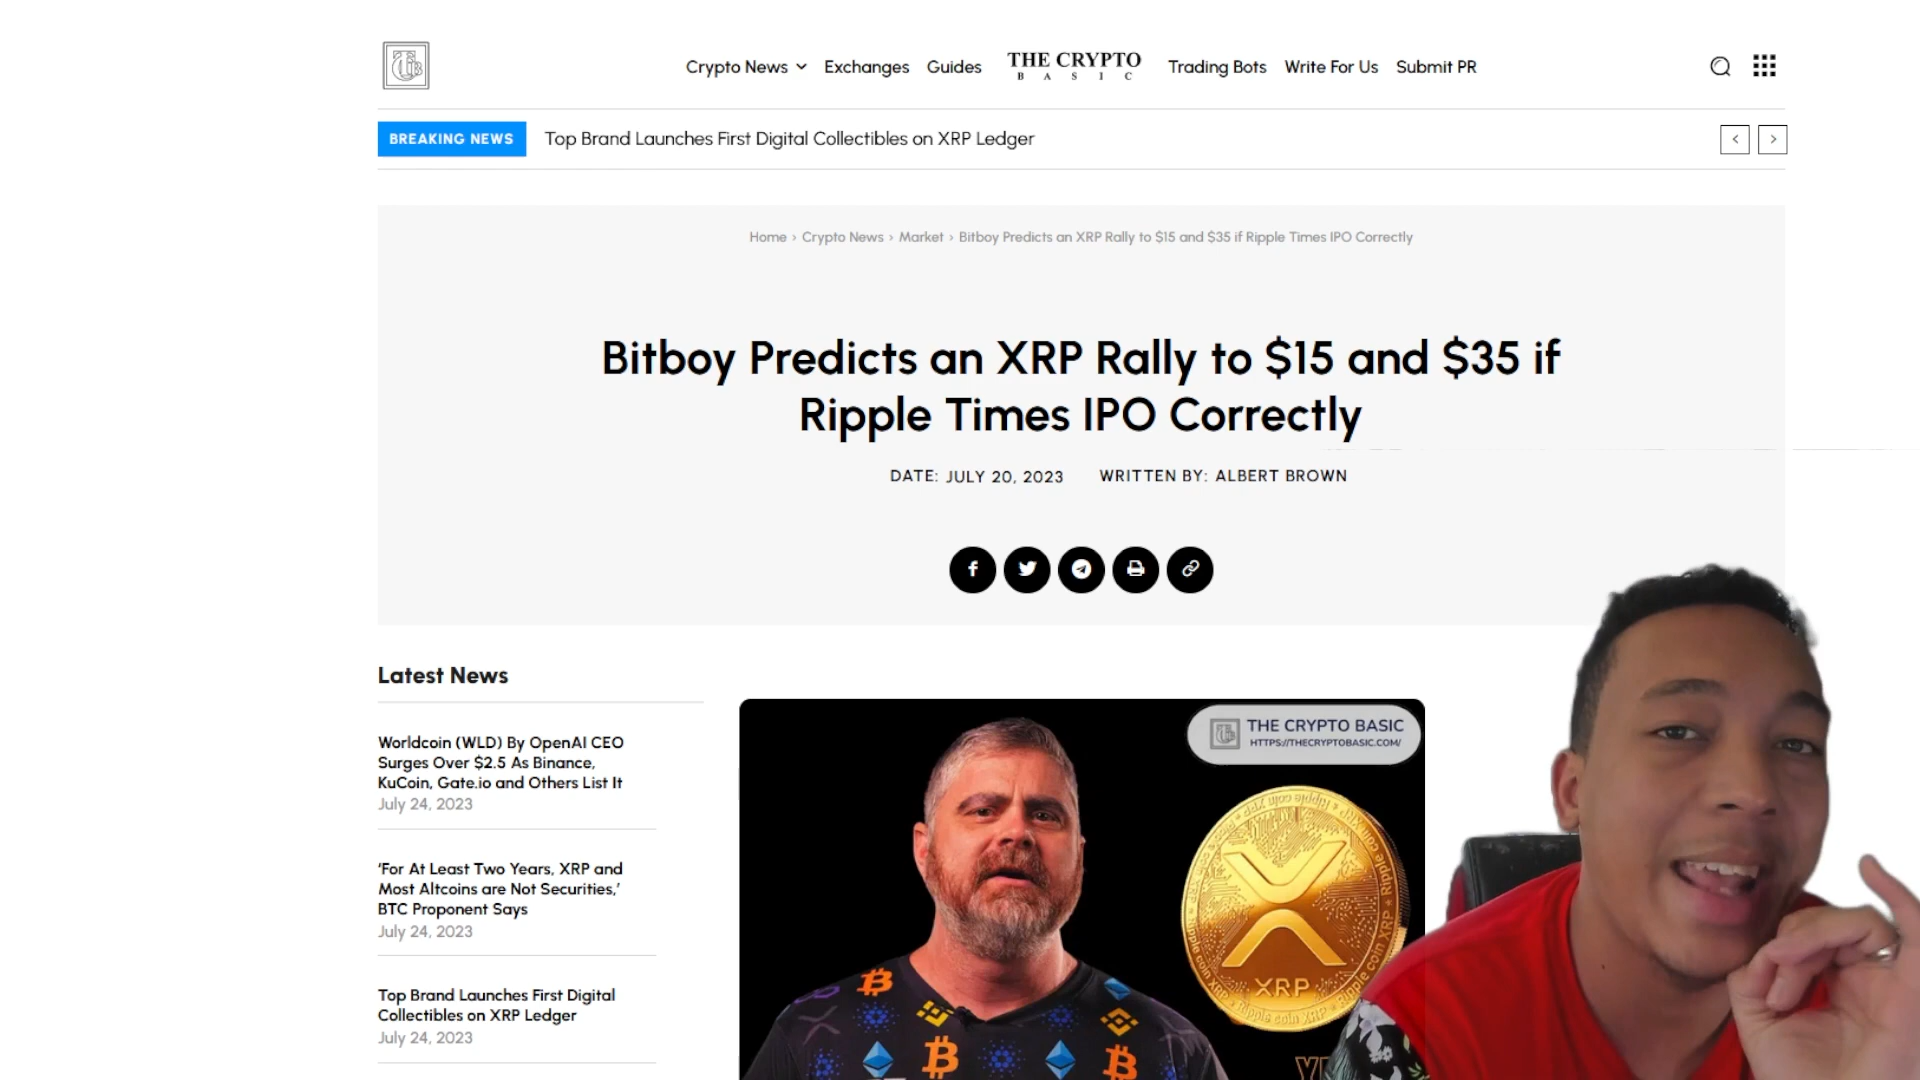 Crypto News
Exchanges
Guides
THE CRYPTO
BASIC
Trading Bots
Write For Us
Submit PR
BREAKING NEWS
Top Brand Launches First Digital Collectibles on XRP Ledger
Home › Crypto News › Market › Bitboy Predicts an XRP Rally to $15 and $35 if Ripple Times IPO Correctly
Bitboy Predicts an XRP Rally to $15 and $35 if
Ripple Times IPO Correctly
DATE: JULY 20, 2023
WRITTEN BY: ALBERT BROWN
Latest News
Worldcoin (WLD) By OpenAI CEO
Surges Over $2.5 As Binance,
KuCoin, Gate.io and Others List It
July 24, 2023
‘For At Least Two Years, XRP and
Most Altcoins are Not Securities,’
BTC Proponent Says
July 24, 2023
Top Brand Launches First Digital
Collectibles on XRP Ledger
July 24, 2023
THE CRYPTO BASIC
HTTPS://THECRYPTOBASIC.COM/
XRP